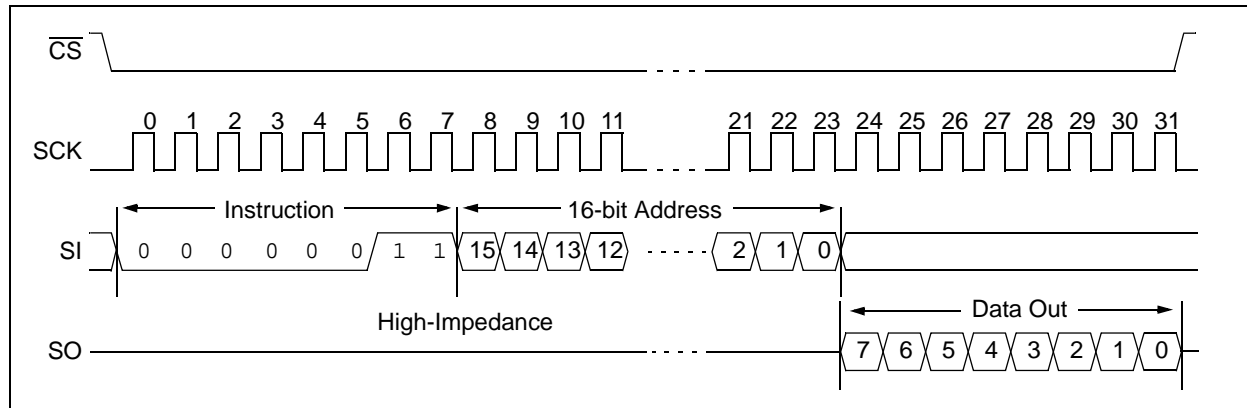 CS
0 1 2 3 4 5 6 7 8 9 10 11 21 22 23 24 25 26 27 28 29 30 31
SCK
Instruction 16-bit Address
SI 0 0 0 0 0 0 1 1 15 14 13 12 2 1 0
High-Impedance Data Out
SO 7 6 5 4 3 2 1 0